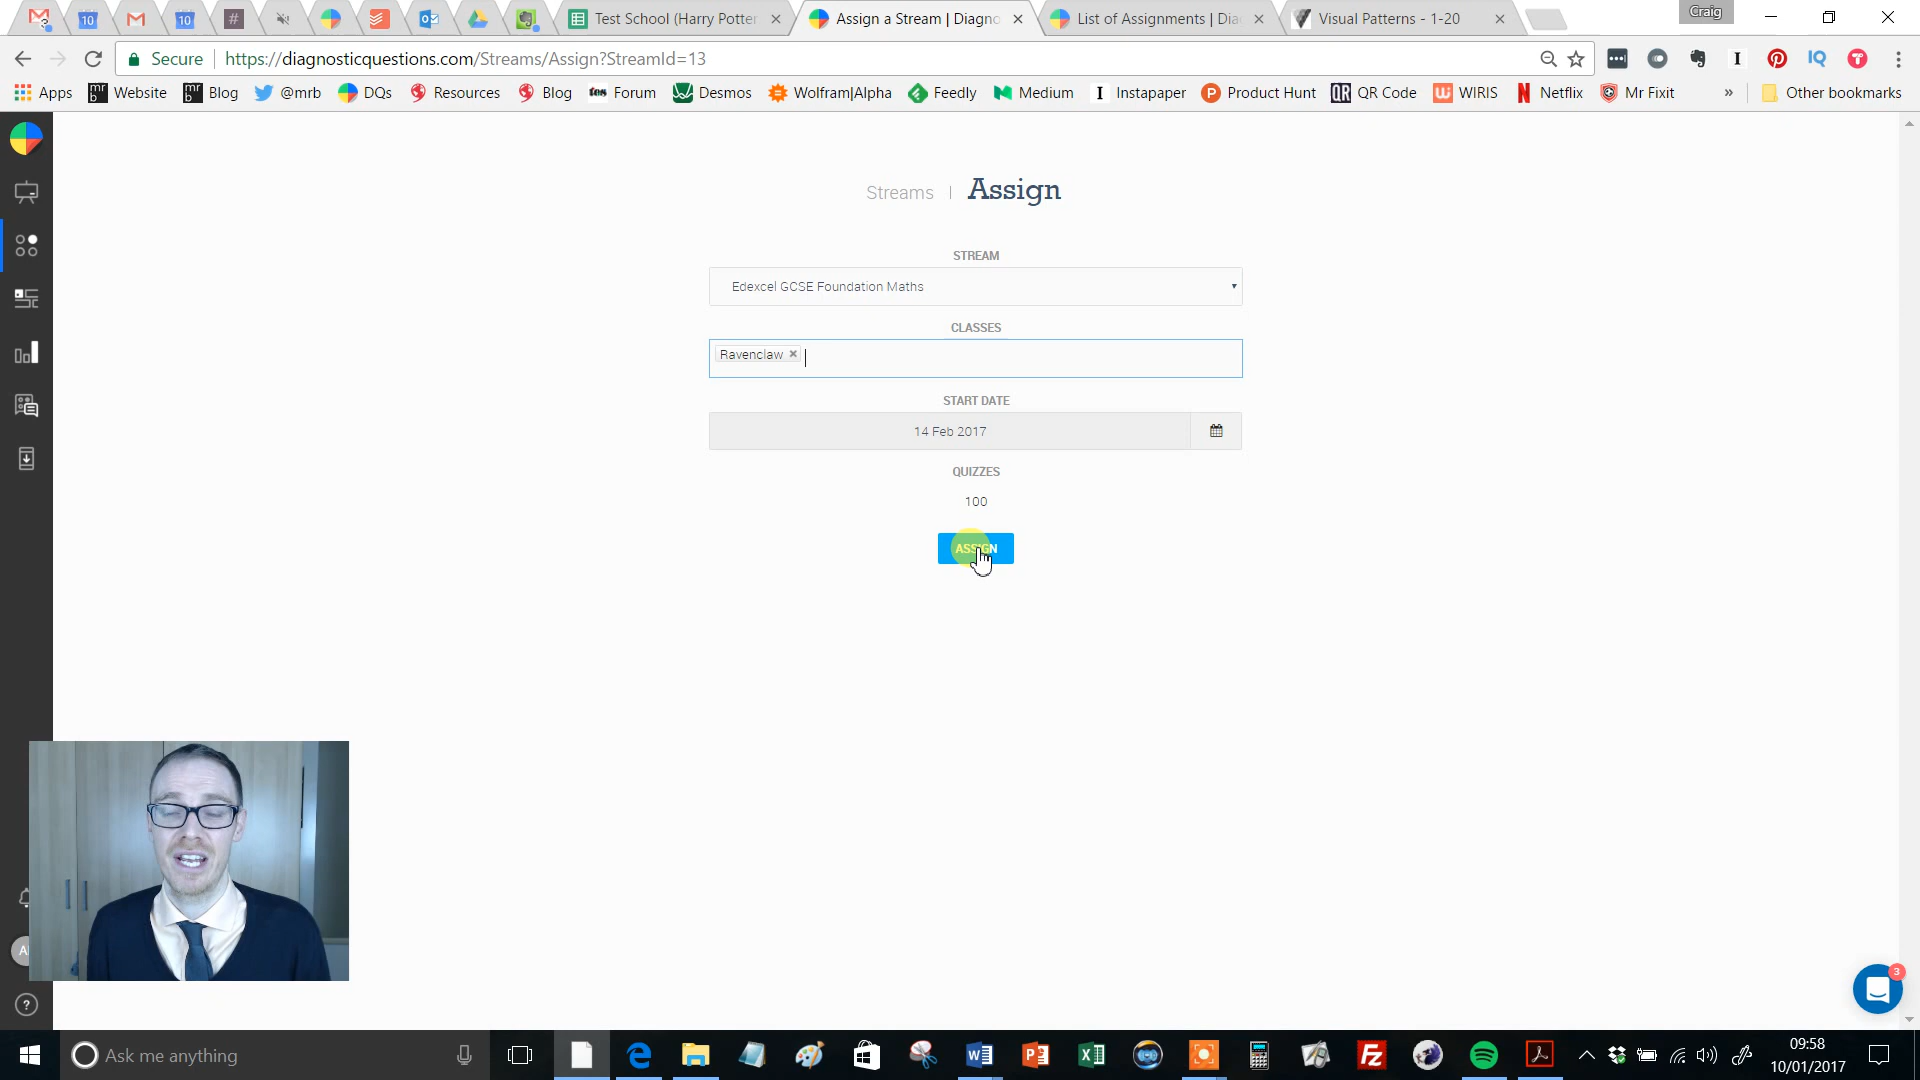 Test School (Harry Potter
Assign a Stream | Diagno
List of Assignments | Dia
Visual Patterns - 1-20
Craig
Secure
https://diagnosticquestions.com/Streams/Assign?StreamId=13
Apps
Website
Blog
@mrb
DQs
Resources
Blog
Forum
Desmos
Wolfram|Alpha
Feedly
Medium
Instapaper
Product Hunt
QR Code
WIRIS
Netflix
Mr Fixit
»
Other bookmarks
Streams | Assign
STREAM
Edexcel GCSE Foundation Maths
CLASSES
Ravenclaw ×
START DATE
14 Feb 2017
QUIZZES
100
ASSIGN
3
Ask me anything
09:58
10/01/2017